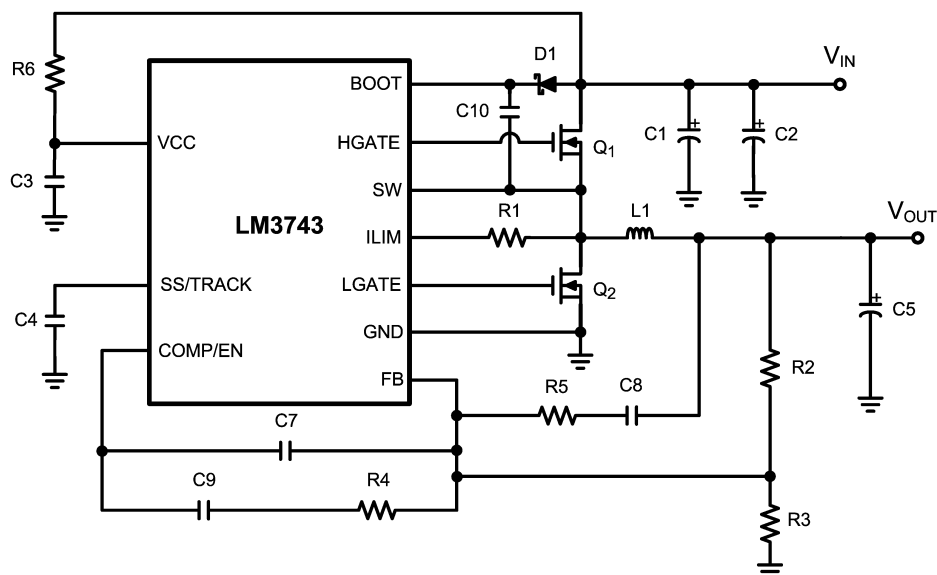 D1
VIN
R6
BOOT
C10
C1
C2
VCC
HGATE
Q1
C3
SW
R1
L1
VOUT
LM3743
ILIM
SS/TRACK
LGATE
Q2
C4
C5
GND
COMP/EN
R2
FB
R5
C8
C7
C9
R4
R3